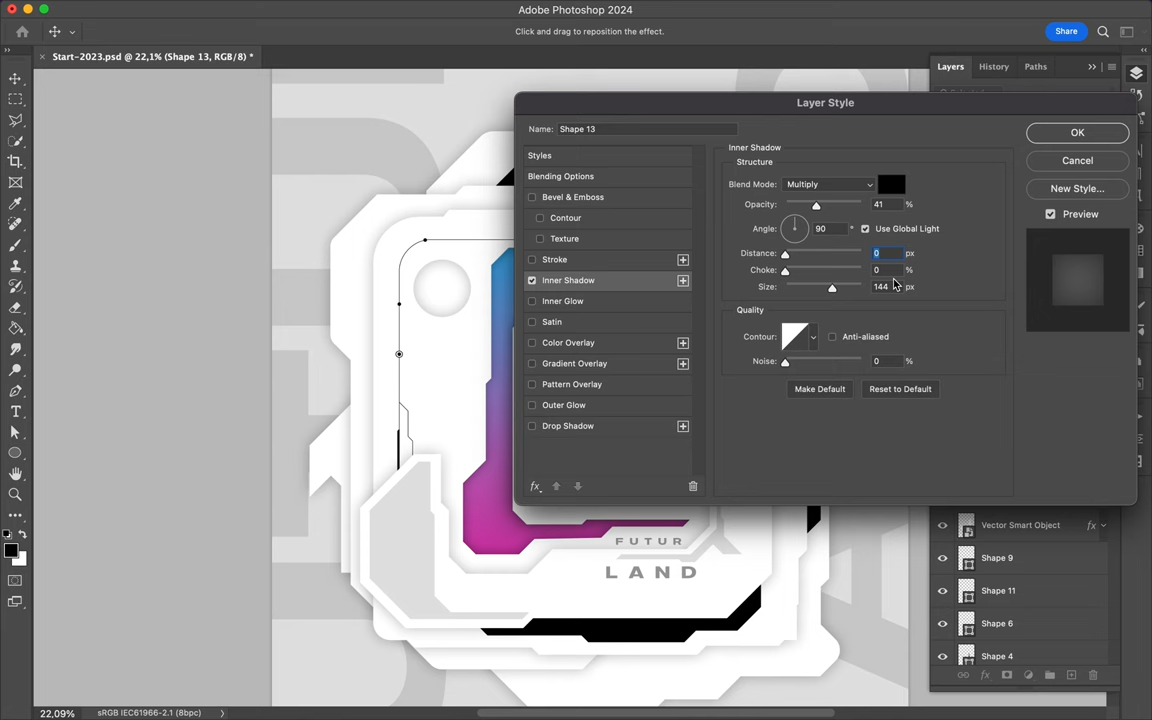 Adobe Photoshop 2024
Click and drag to reposition the effect.
Share
Start-2023.psd @ 22,1% (Shape 13, RGB/8) *
Layers
History
Paths
Layer Style
Name: Shape 13
Styles
Blending Options
Bevel & Emboss
Contour
Texture
Stroke
Inner Shadow
Inner Glow
Satin
Color Overlay
Gradient Overlay
Pattern Overlay
Outer Glow
Drop Shadow
fx
Inner Shadow
Structure
Blend Mode: Multiply
Opacity: 41 %
Angle: 90 ° Use Global Light
Distance: 0 px
Choke: 0 %
Size: 144 px
Quality
Contour: Anti-aliased
Noise: 0 %
Make Default
Reset to Default
OK
Cancel
New Style...
Preview
FUTUR
LAND
Vector Smart Object fx
Shape 9
Shape 11
Shape 6
Shape 4
fx
22,09%
sRGB IEC61966-2.1 (8bpc)